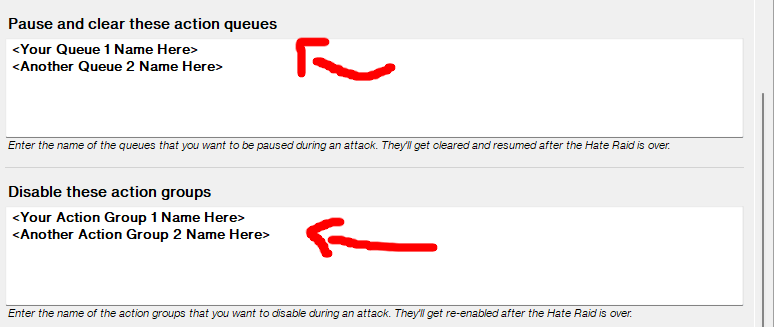 Pause and clear these action queues
<Your Queue 1 Name Here>
<Another Queue 2 Name Here>
Enter the name of the queues that you want to be paused during an attack. They'll get cleared and resumed after the Hate Raid is over.
Disable these action groups
<Your Action Group 1 Name Here>
<Another Action Group 2 Name Here>
Enter the name of the action groups that you want to disable during an attack. They'll get re-enabled after the Hate Raid is over.